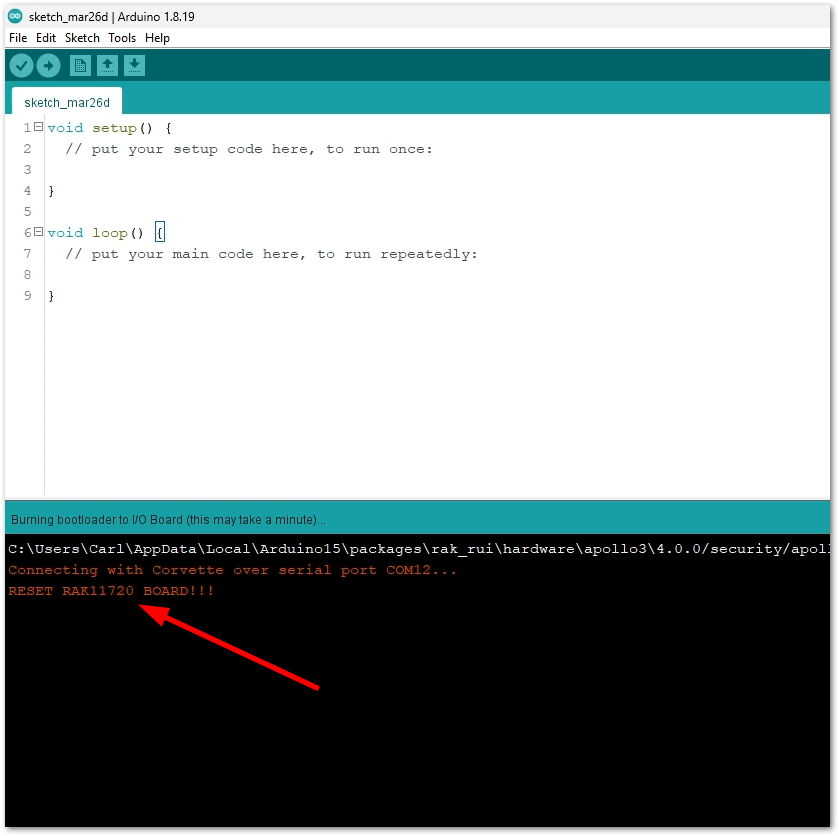 sketch_mar26d | Arduino 1.8.19
File Edit Sketch Tools Help
sketch_mar26d
1 void setup() {
2 // put your setup code here, to run once:
3
4 }
5
6 void loop() {
7 // put your main code here, to run repeatedly:
8
9 }
Burning bootloader to I/O Board (this may take a minute)...
C:\Users\Carl\AppData\Local\Arduino15\packages\rak_rui\hardware\apollo3\4.0.0/security/apol
Connecting with Corvette over serial port COM12...
RESET RAK11720 BOARD!!!